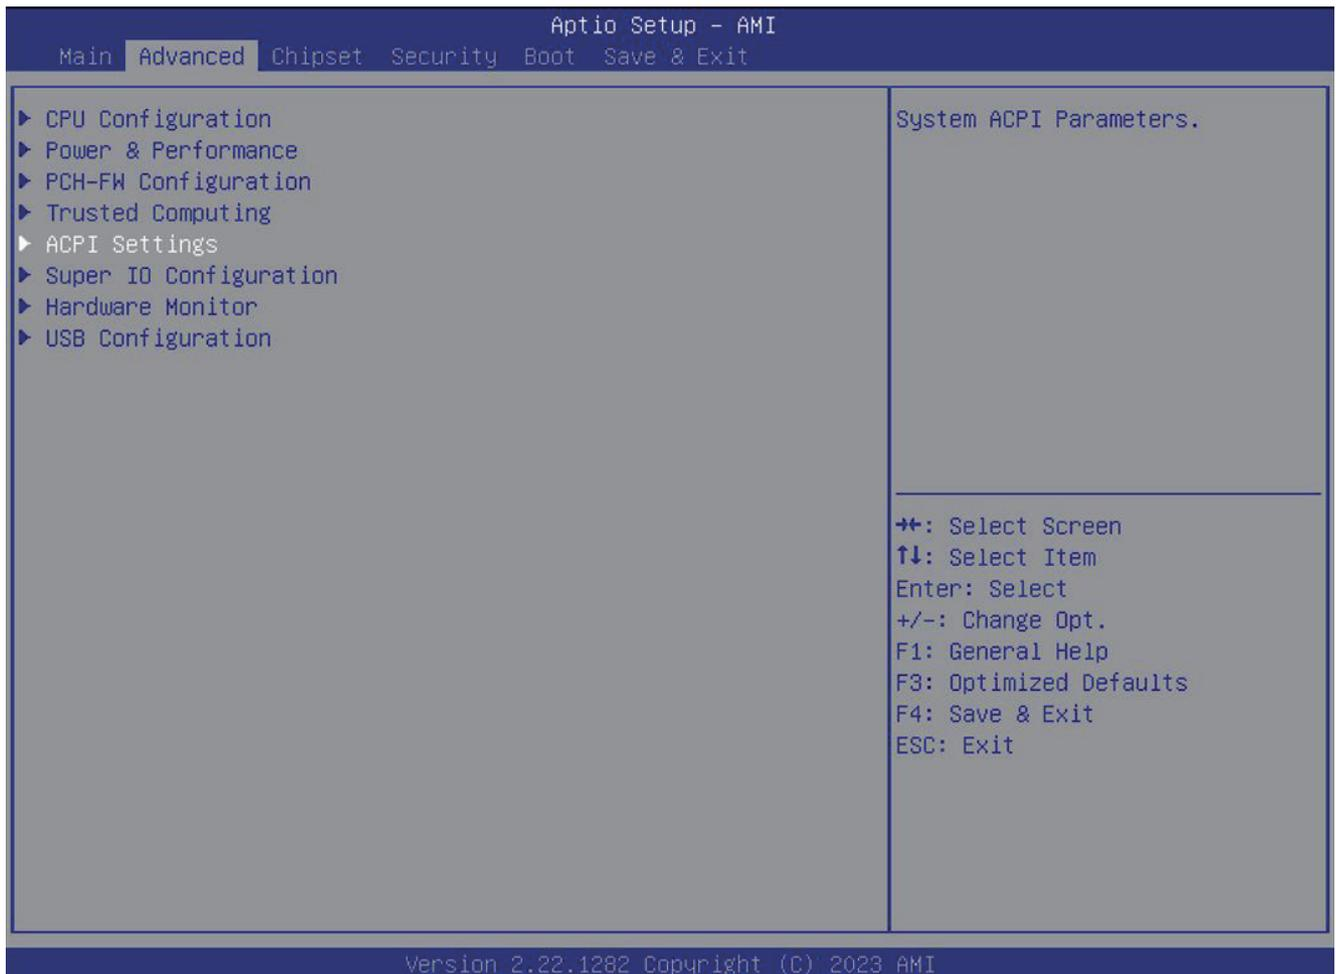 Aptio Setup – AMI
Main Advanced Chipset Security Boot Save & Exit
▶ CPU Configuration
▶ Power & Performance
▶ PCH-FW Configuration
▶ Trusted Computing
▶ ACPI Settings
▶ Super IO Configuration
▶ Hardware Monitor
▶ USB Configuration
System ACPI Parameters.
→←: Select Screen
↑↓: Select Item
Enter: Select
+/-: Change Opt.
F1: General Help
F3: Optimized Defaults
F4: Save & Exit
ESC: Exit
Version 2.22.1282 Copyright (C) 2023 AMI